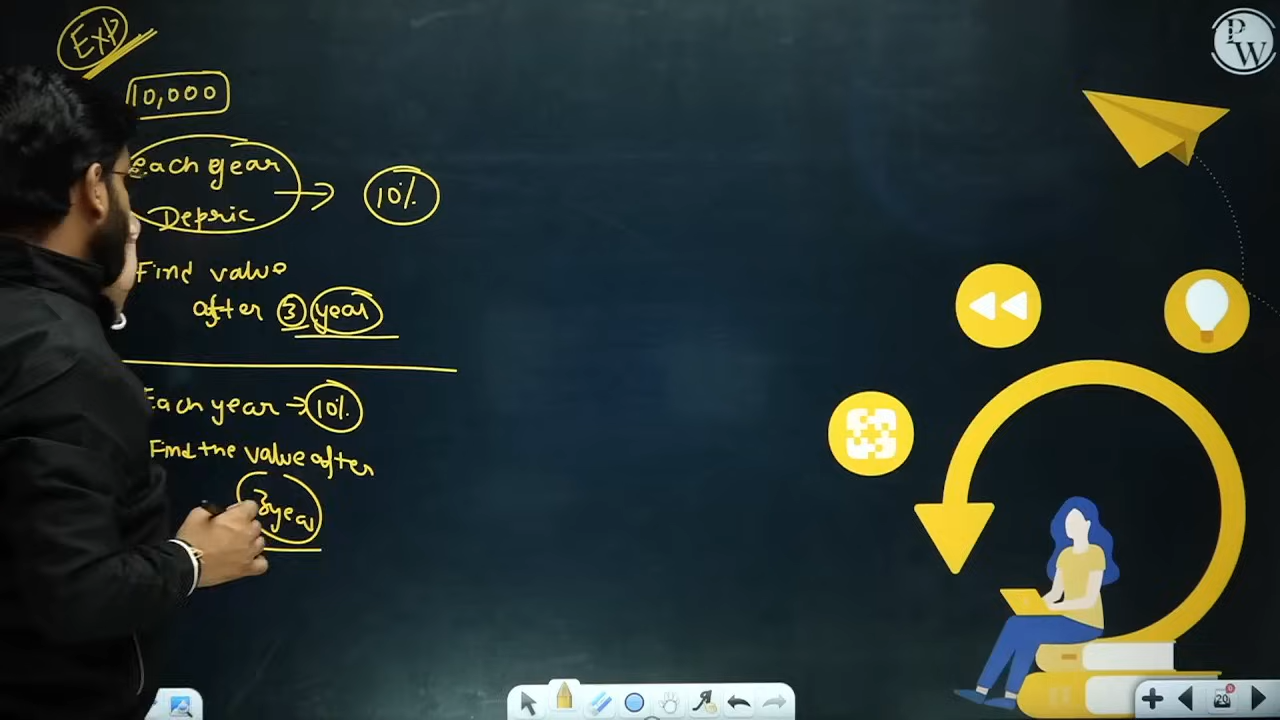 Exp
10,000
Each year
Depric → 10%
Find value
after 3 year
Each year → 10%
Find the value after
3 year
PW
20